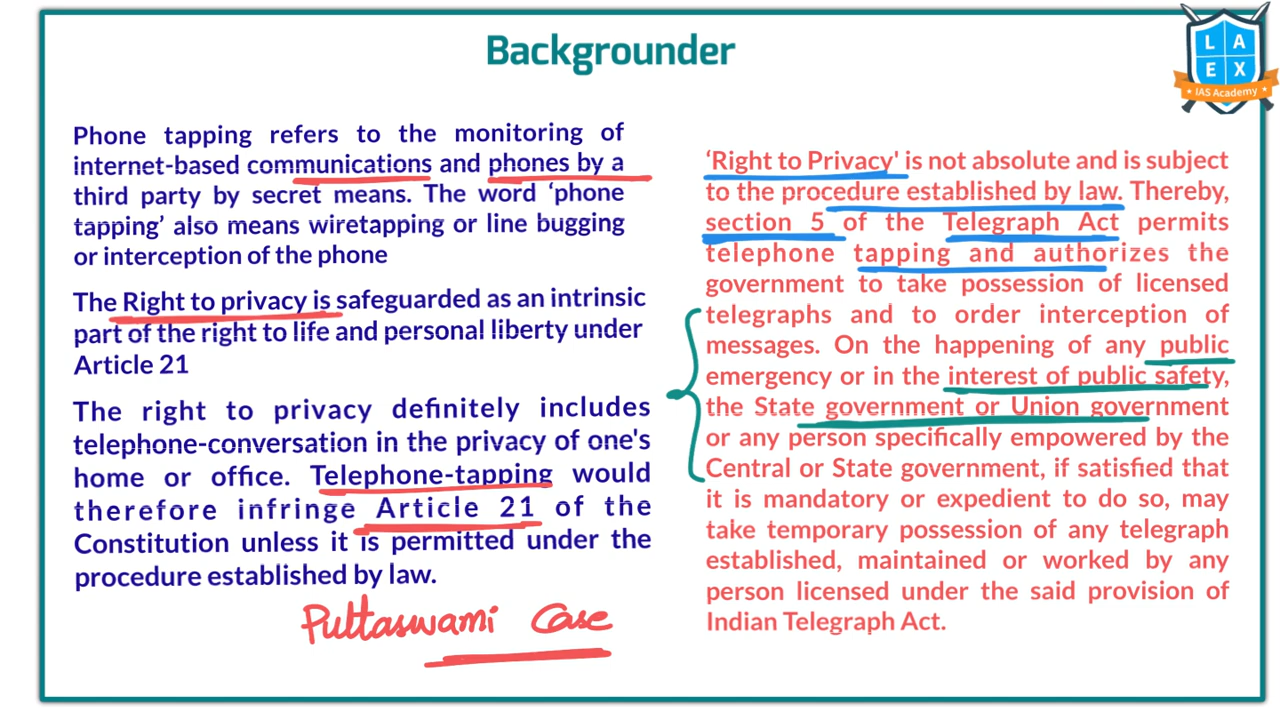 Backgrounder
L A
E X
IAS Academy
Phone tapping refers to the monitoring of
internet-based communications and phones by a
third party by secret means. The word ‘phone
tapping’ also means wiretapping or line bugging
or interception of the phone
The Right to privacy is safeguarded as an intrinsic
part of the right to life and personal liberty under
Article 21
The right to privacy definitely includes
telephone-conversation in the privacy of one's
home or office. Telephone-tapping would
therefore infringe Article 21 of the
Constitution unless it is permitted under the
procedure established by law.
Puttaswami Case
‘Right to Privacy' is not absolute and is subject
to the procedure established by law. Thereby,
section 5 of the Telegraph Act permits
telephone tapping and authorizes the
government to take possession of licensed
telegraphs and to order interception of
messages. On the happening of any public
emergency or in the interest of public safety,
the State government or Union government
or any person specifically empowered by the
Central or State government, if satisfied that
it is mandatory or expedient to do so, may
take temporary possession of any telegraph
established, maintained or worked by any
person licensed under the said provision of
Indian Telegraph Act.